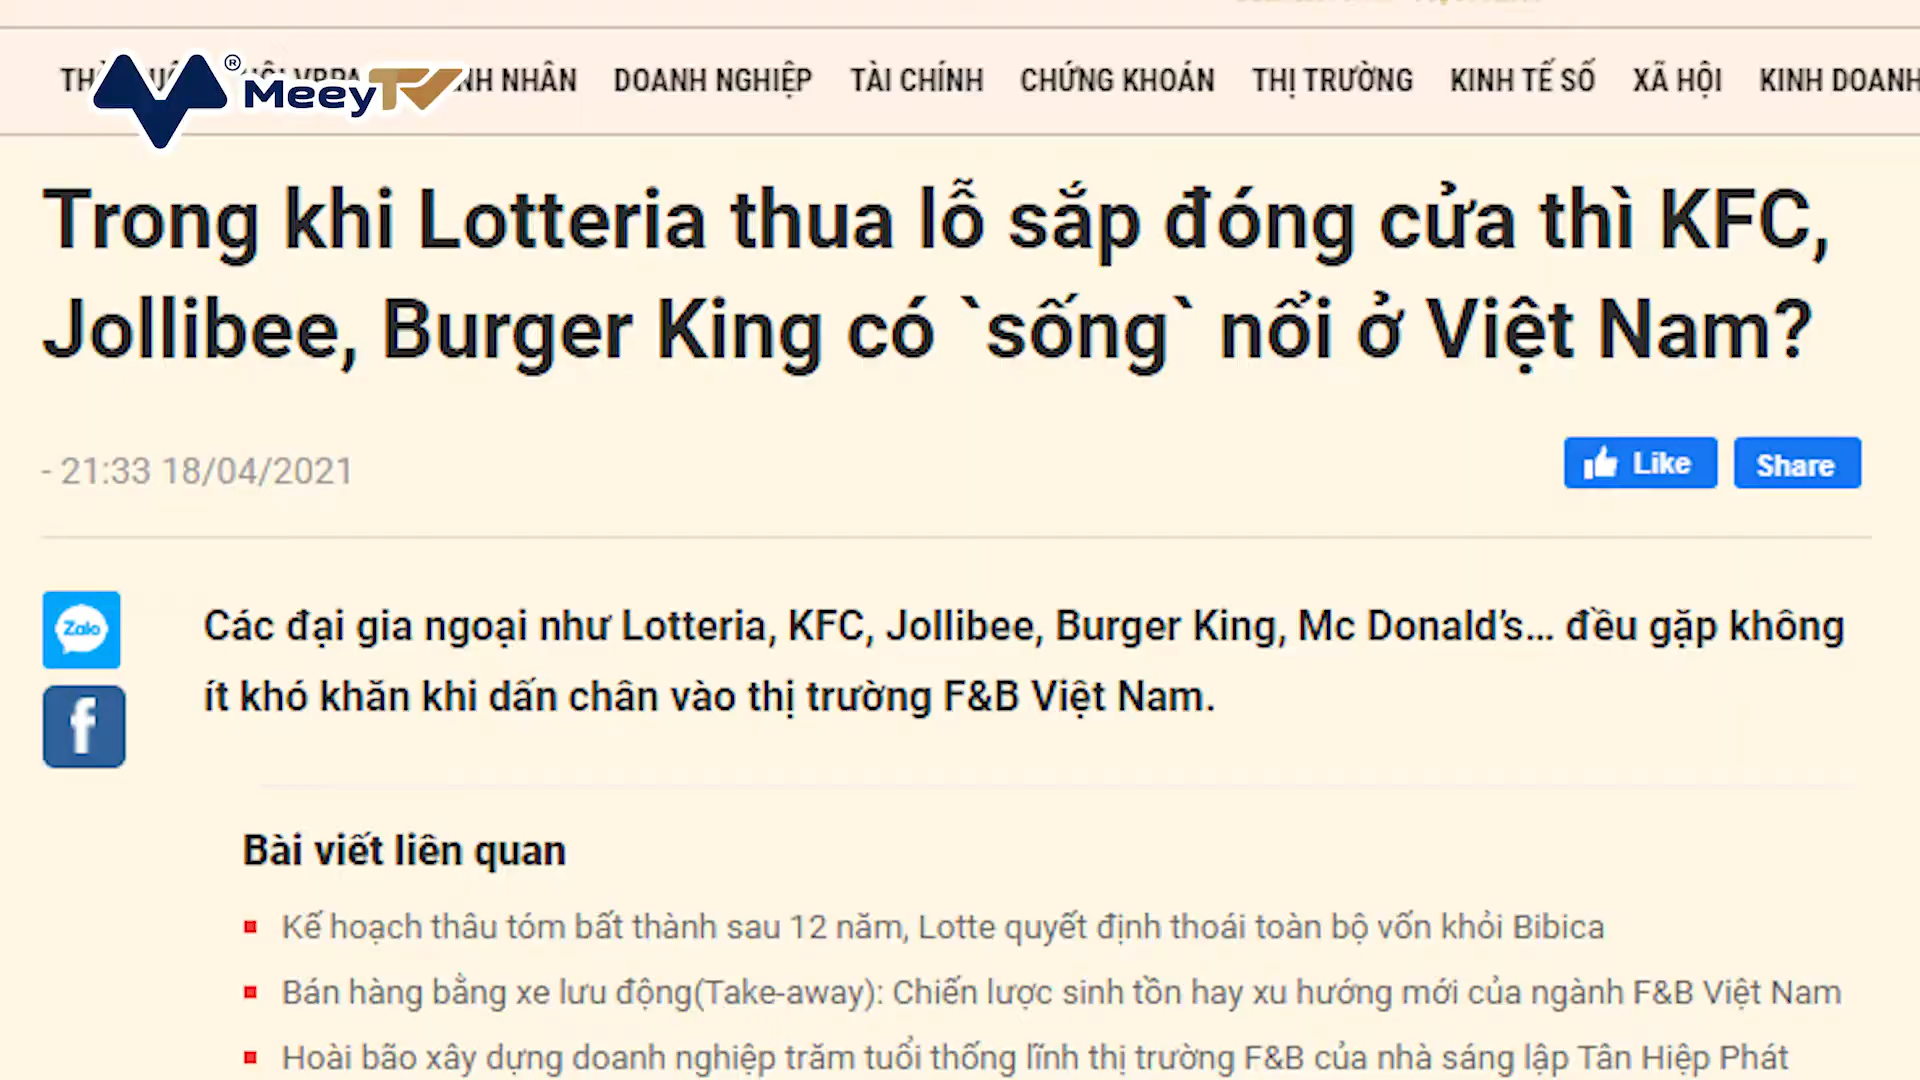 MeeyTV
NH NHÂN DOANH NGHIỆP TÀI CHÍNH CHỨNG KHOÁN THỊ TRƯỜNG KINH TẾ SỐ XÃ HỘI KINH DOANH
Trong khi Lotteria thua lỗ sắp đóng cửa thì KFC,
Jollibee, Burger King có `sống` nổi ở Việt Nam?
- 21:33 18/04/2021
Like Share
Zalo
Các đại gia ngoại như Lotteria, KFC, Jollibee, Burger King, Mc Donald’s... đều gặp không
ít khó khăn khi dấn chân vào thị trường F&B Việt Nam.
Bài viết liên quan
Kế hoạch thâu tóm bất thành sau 12 năm, Lotte quyết định thoái toàn bộ vốn khỏi Bibica
Bán hàng bằng xe lưu động(Take-away): Chiến lược sinh tồn hay xu hướng mới của ngành F&B Việt Nam
Hoài bão xây dựng doanh nghiệp trăm tuổi thống lĩnh thị trường F&B của nhà sáng lập Tân Hiệp Phát